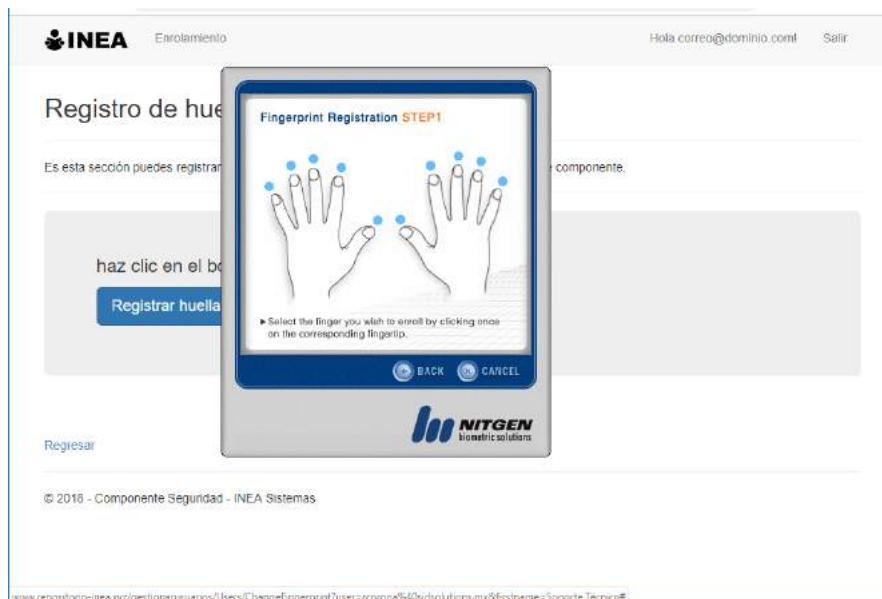 INEA
Enrolamiento
Hola correo@dominio.com!
Salir
Registro de hue
Es esta sección puedes registrar
componente.
haz clic en el bo
Registrar huella
Fingerprint Registration STEP1
▶ Select the finger you wish to enroll by clicking once
on the corresponding fingertip.
BACK
CANCEL
NITGEN
biometric solutions
Regresar
© 2018 - Componente Seguridad - INEA Sistemas